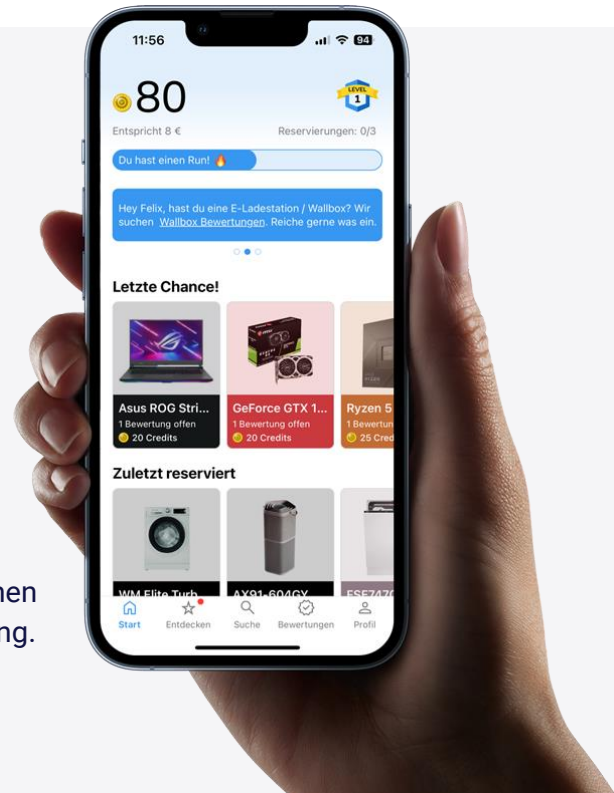 11:56
94
80
LEVEL
1
Entspricht 8 €
Reservierungen: 0/3
Du hast einen Run! 🔥
Hey Felix, hast du eine E-Ladestation / Wallbox? Wir
suchen Wallbox Bewertungen. Reiche gerne was ein.
Letzte Chance!
Asus ROG Stri...
1 Bewertung offen
20 Credits
GeForce GTX 1...
1 Bewertung offen
20 Credits
Ryzen 5
1 Bewertun
25 Cred
Zuletzt reserviert
WM Elite Turb
AX91-604GY
ESE747
Start
Entdecken
Suche
Bewertungen
Profil
nen
ng.